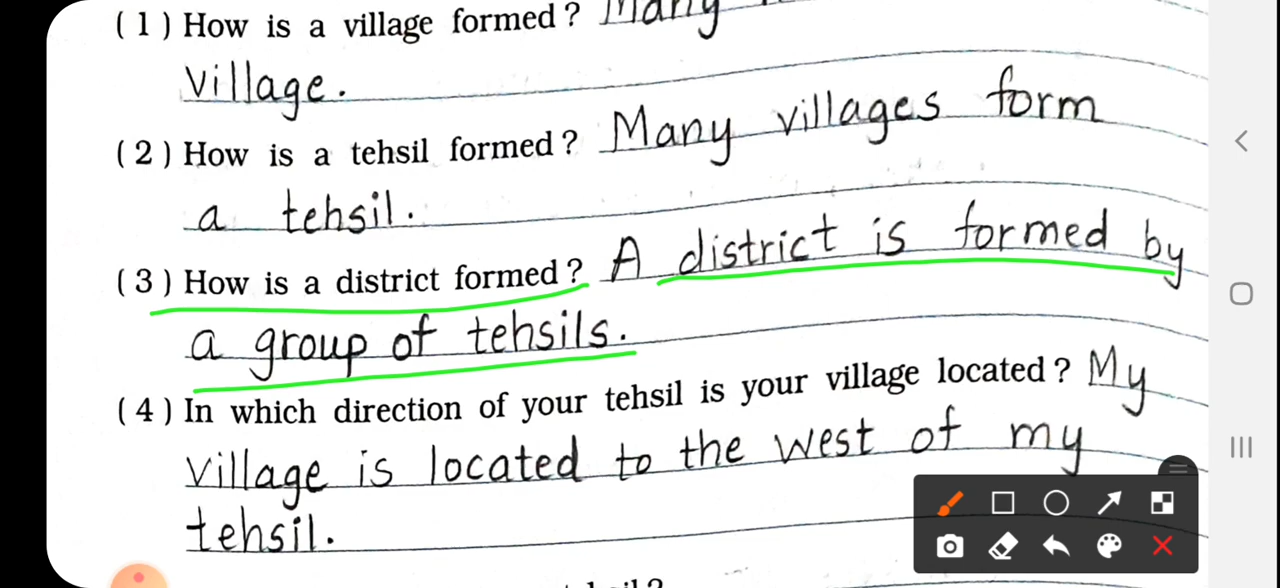 (1) How is a village formed? Many
village.
(2) How is a tehsil formed? Many villages form
a tehsil.
(3) How is a district formed? A district is formed by
a group of tehsils.
(4) In which direction of your tehsil is your village located? My
village is located to the west of my
tehsil.